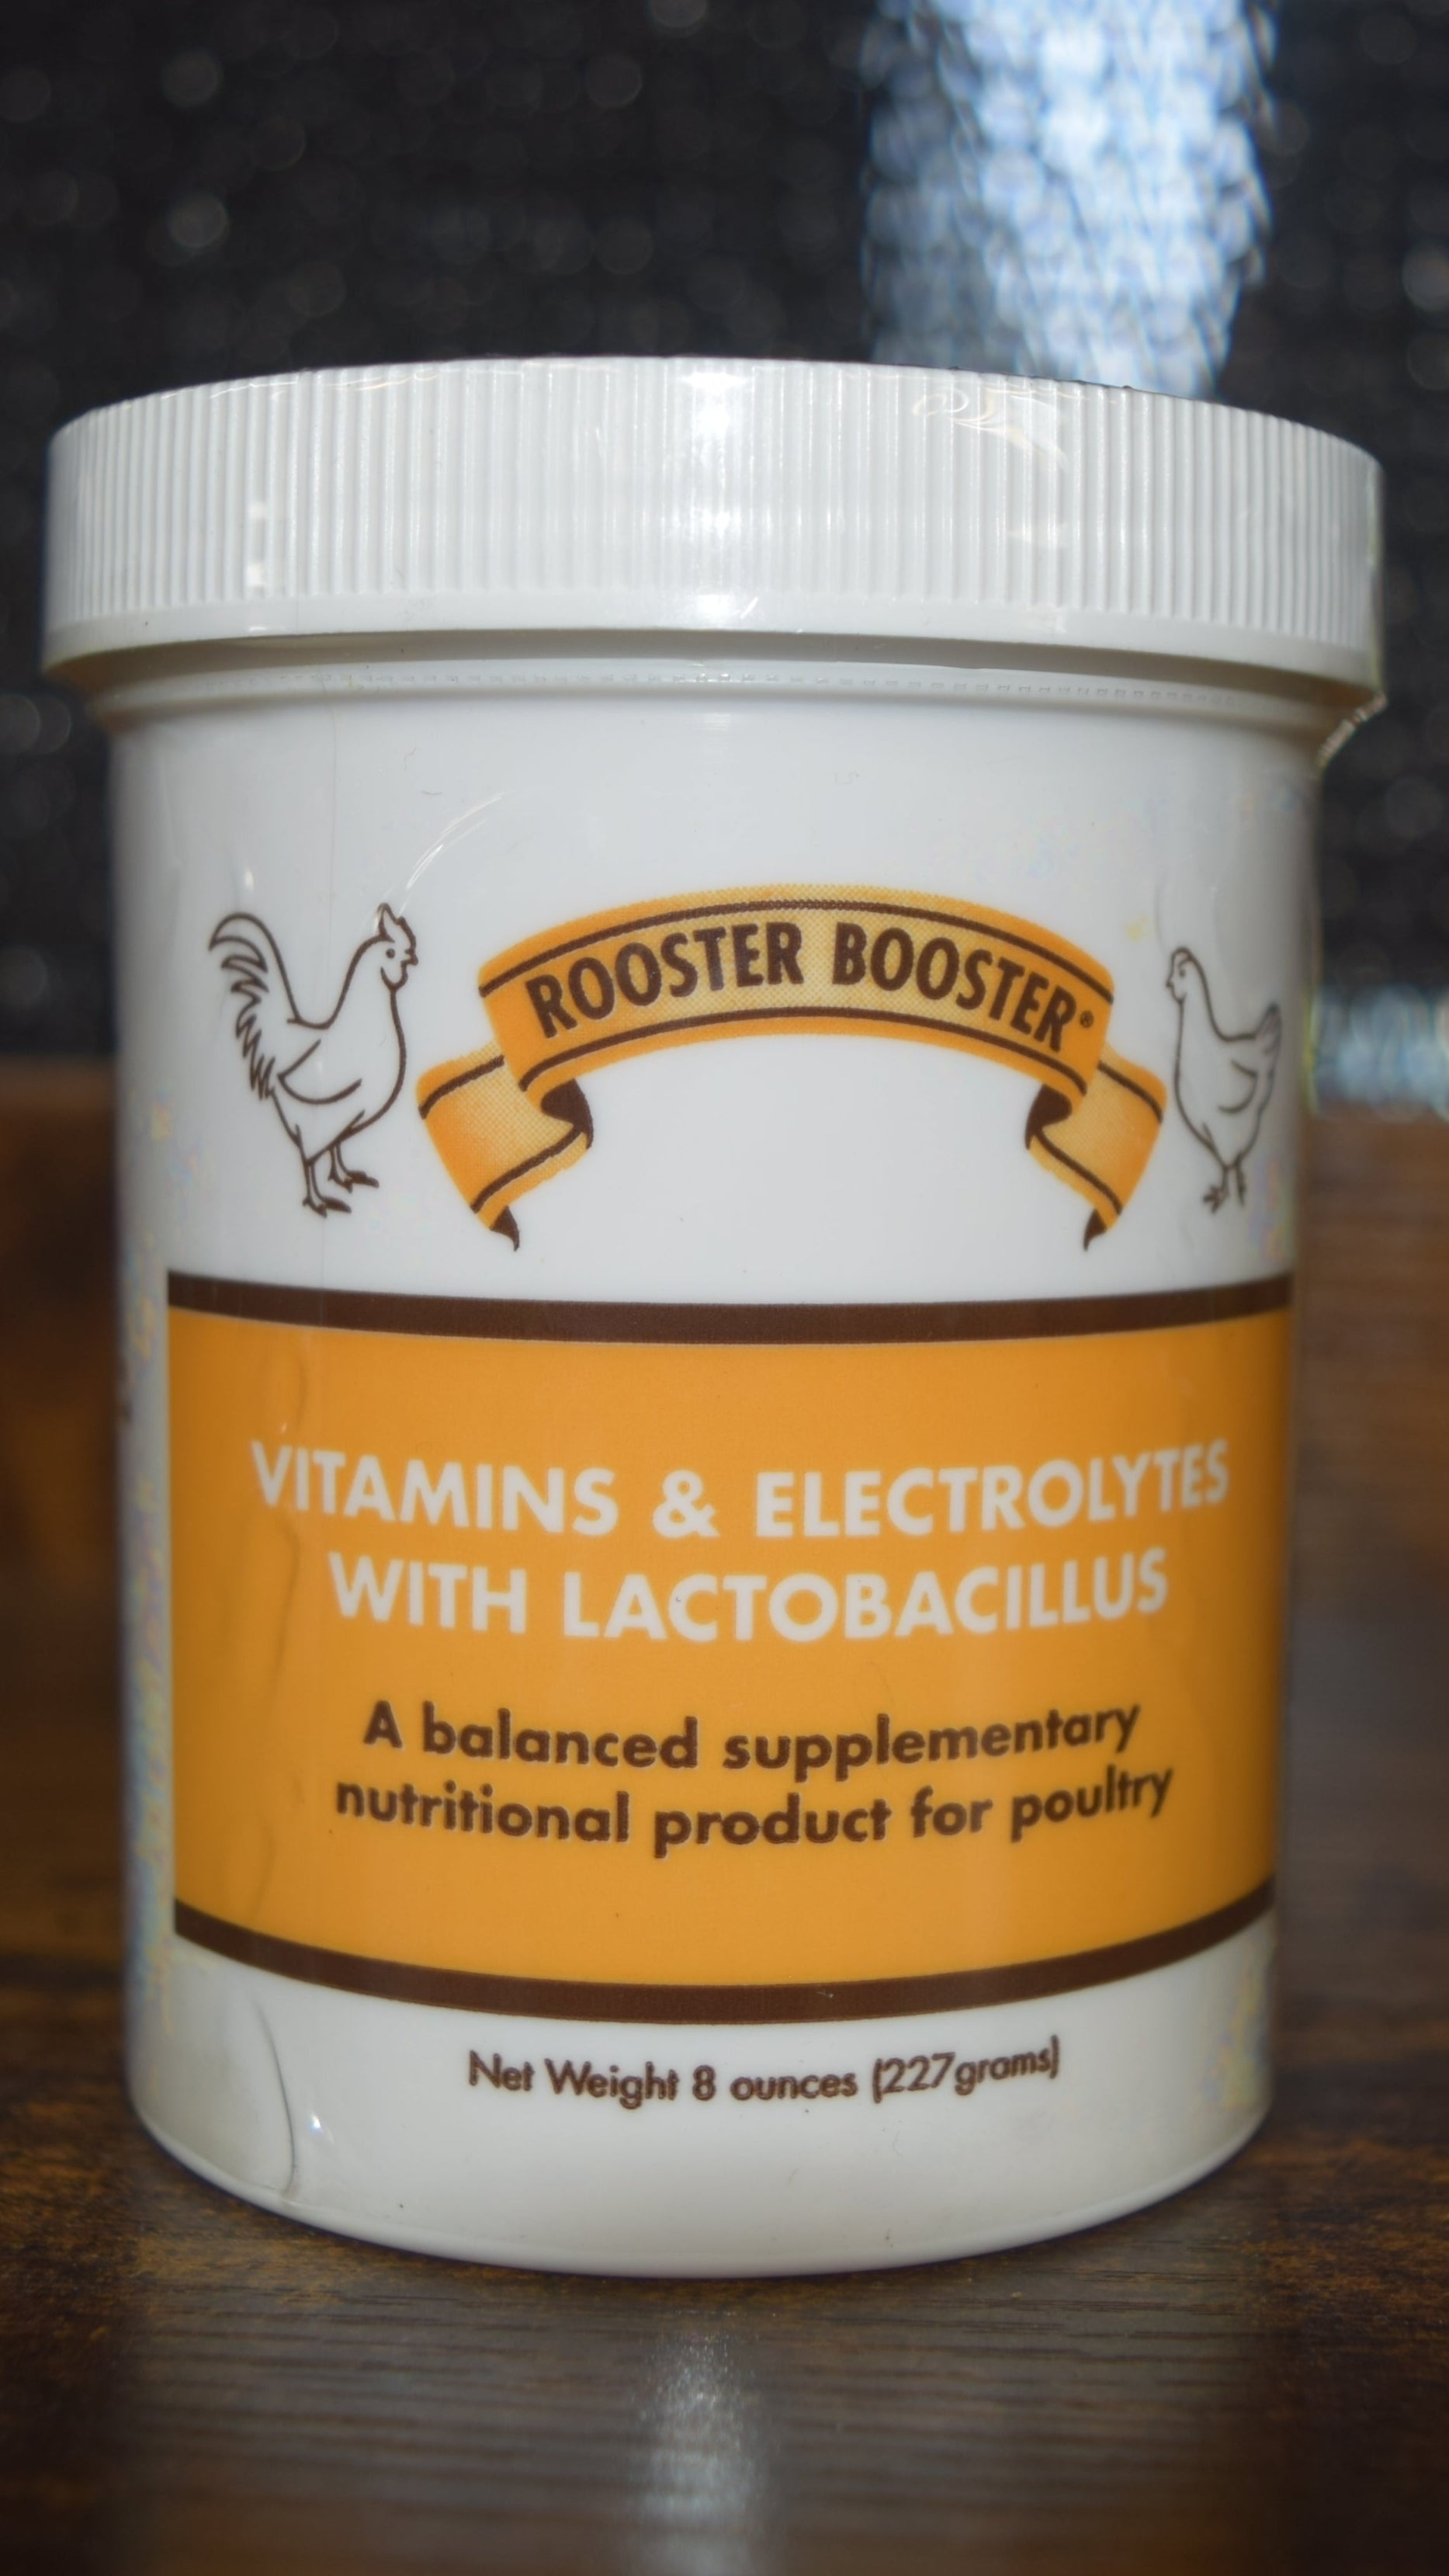 ROOSTER BOOSTER®
VITAMINS & ELECTROLYTES
WITH LACTOBACILLUS
A balanced supplementary
nutritional product for poultry
Net Weight 8 ounces (227grams)